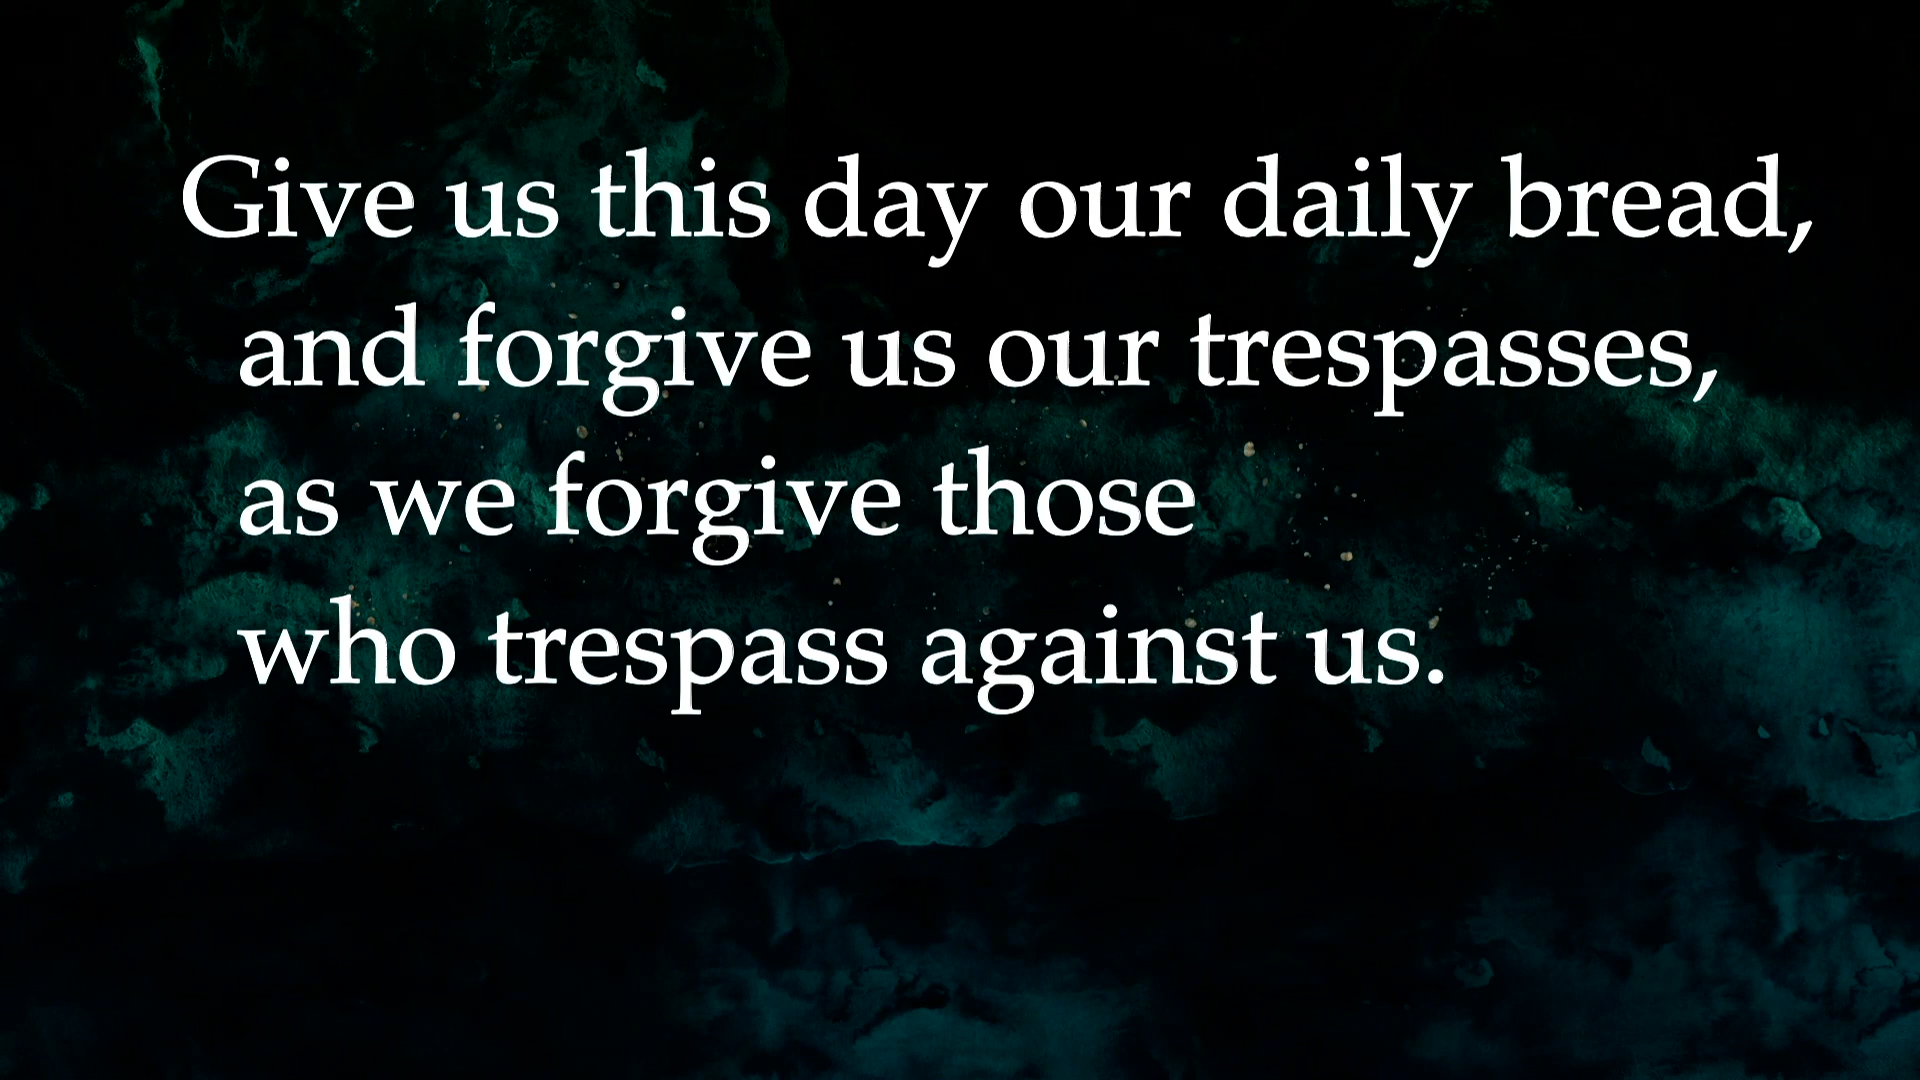 Give us this day our daily bread,
and forgive us our trespasses,
as we forgive those
who trespass against us.